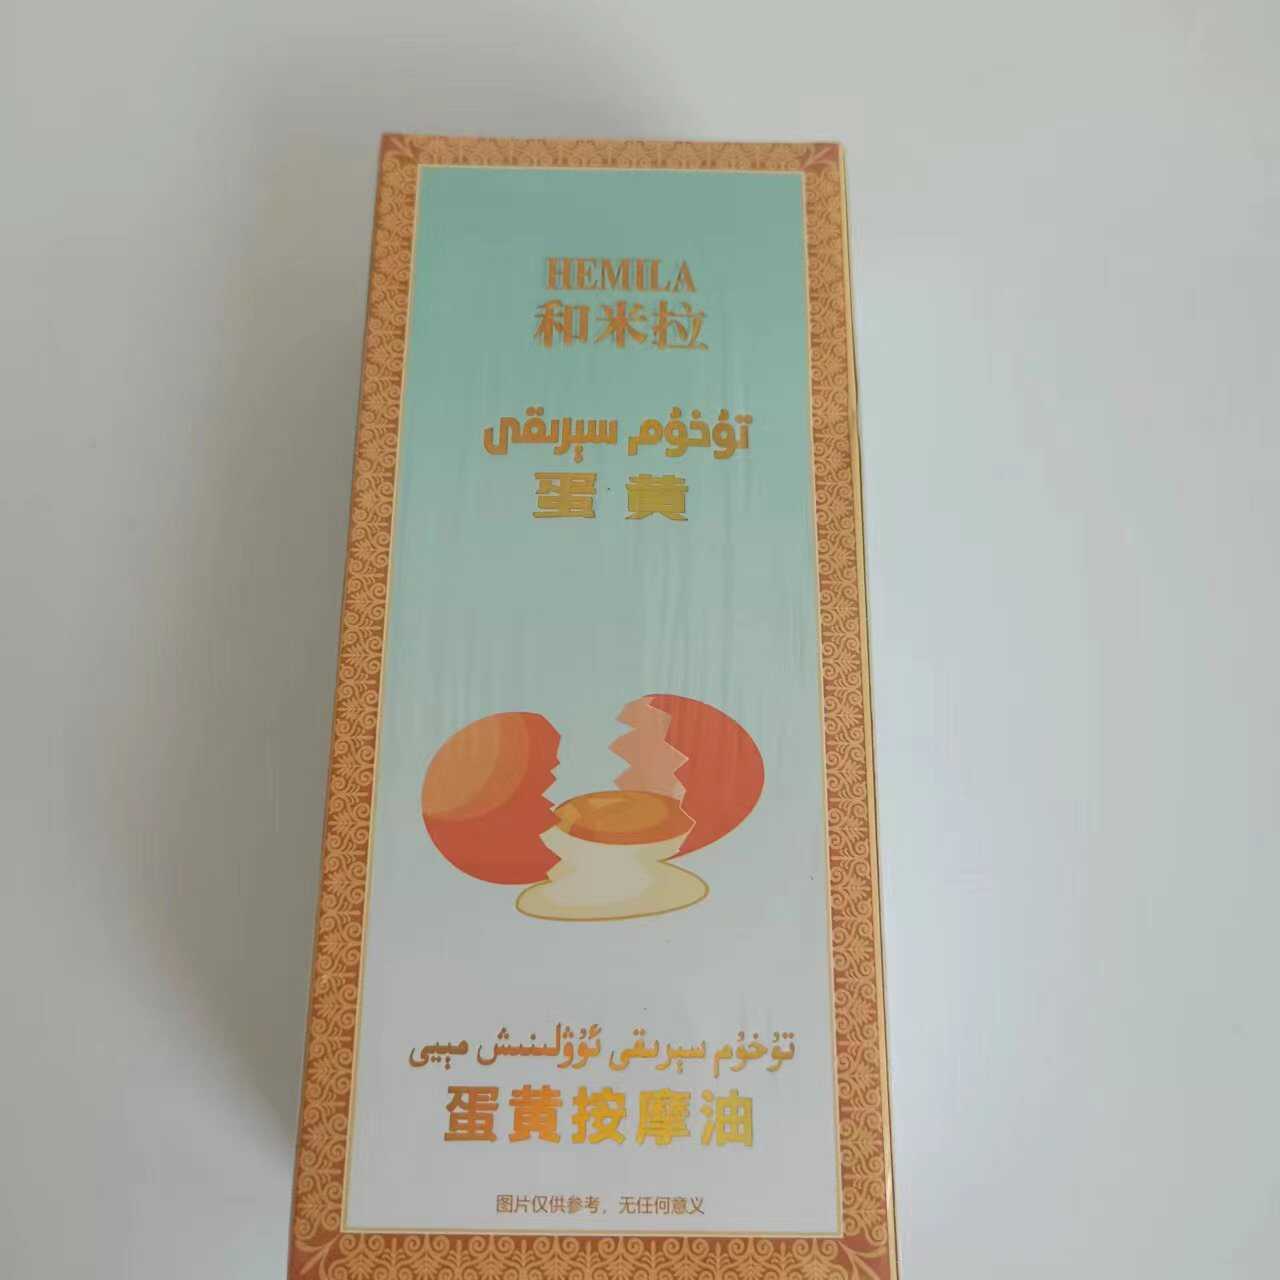 HEMILA
和米拉
تۇخۇم سېرىقى
蛋黄
تۇخۇم سېرىقى ئۇۋۇلىنىش مېيى
蛋黄按摩油
图片仅供参考，无任何意义